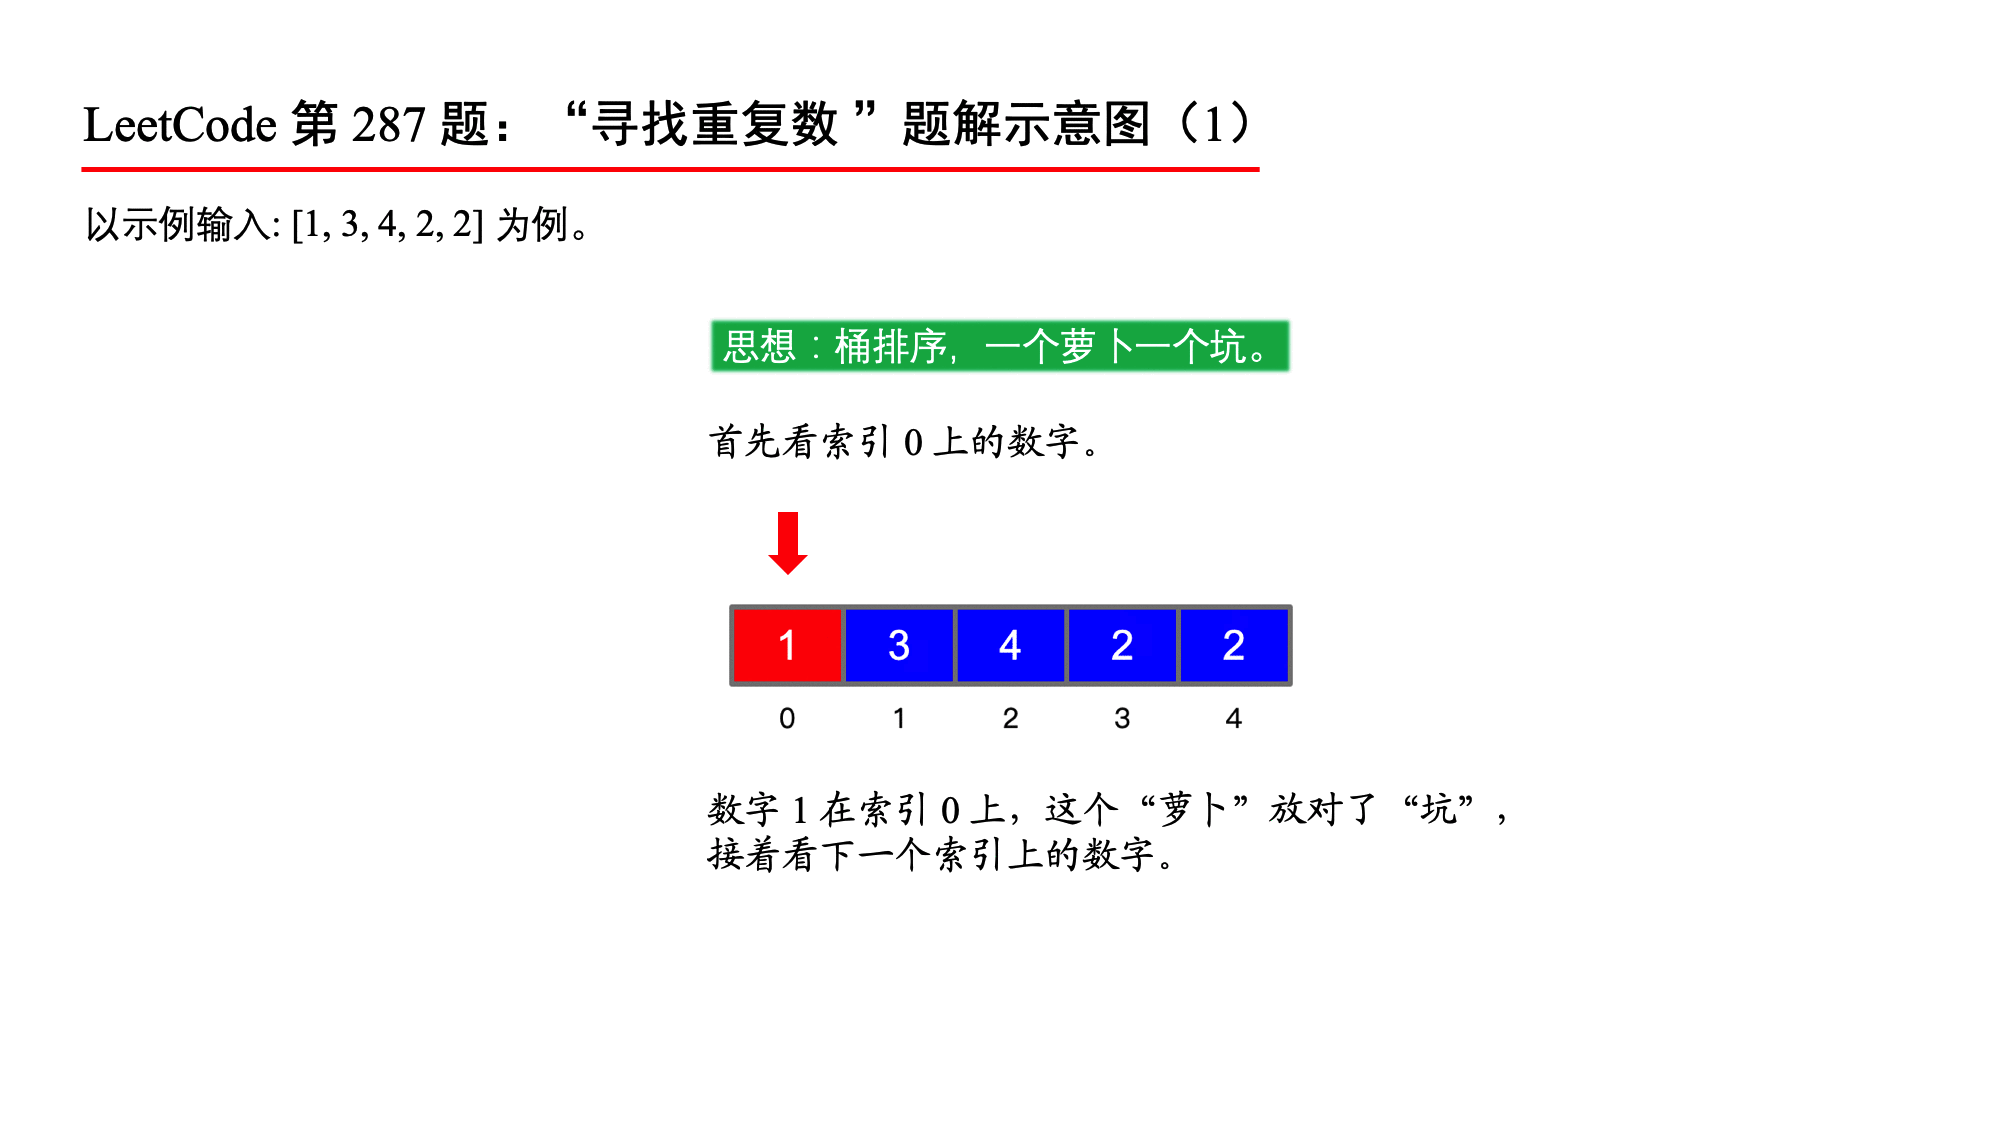 LeetCode 第 287 题：“寻找重复数 ”题解示意图（1）
以示例输入: [1, 3, 4, 2, 2] 为例。
思想：桶排序，一个萝卜一个坑。
首先看索引 0 上的数字。
1 3 4 2 2
0 1 2 3 4
数字 1 在索引 0 上，这个“萝卜”放对了“坑”，
接着看下一个索引上的数字。